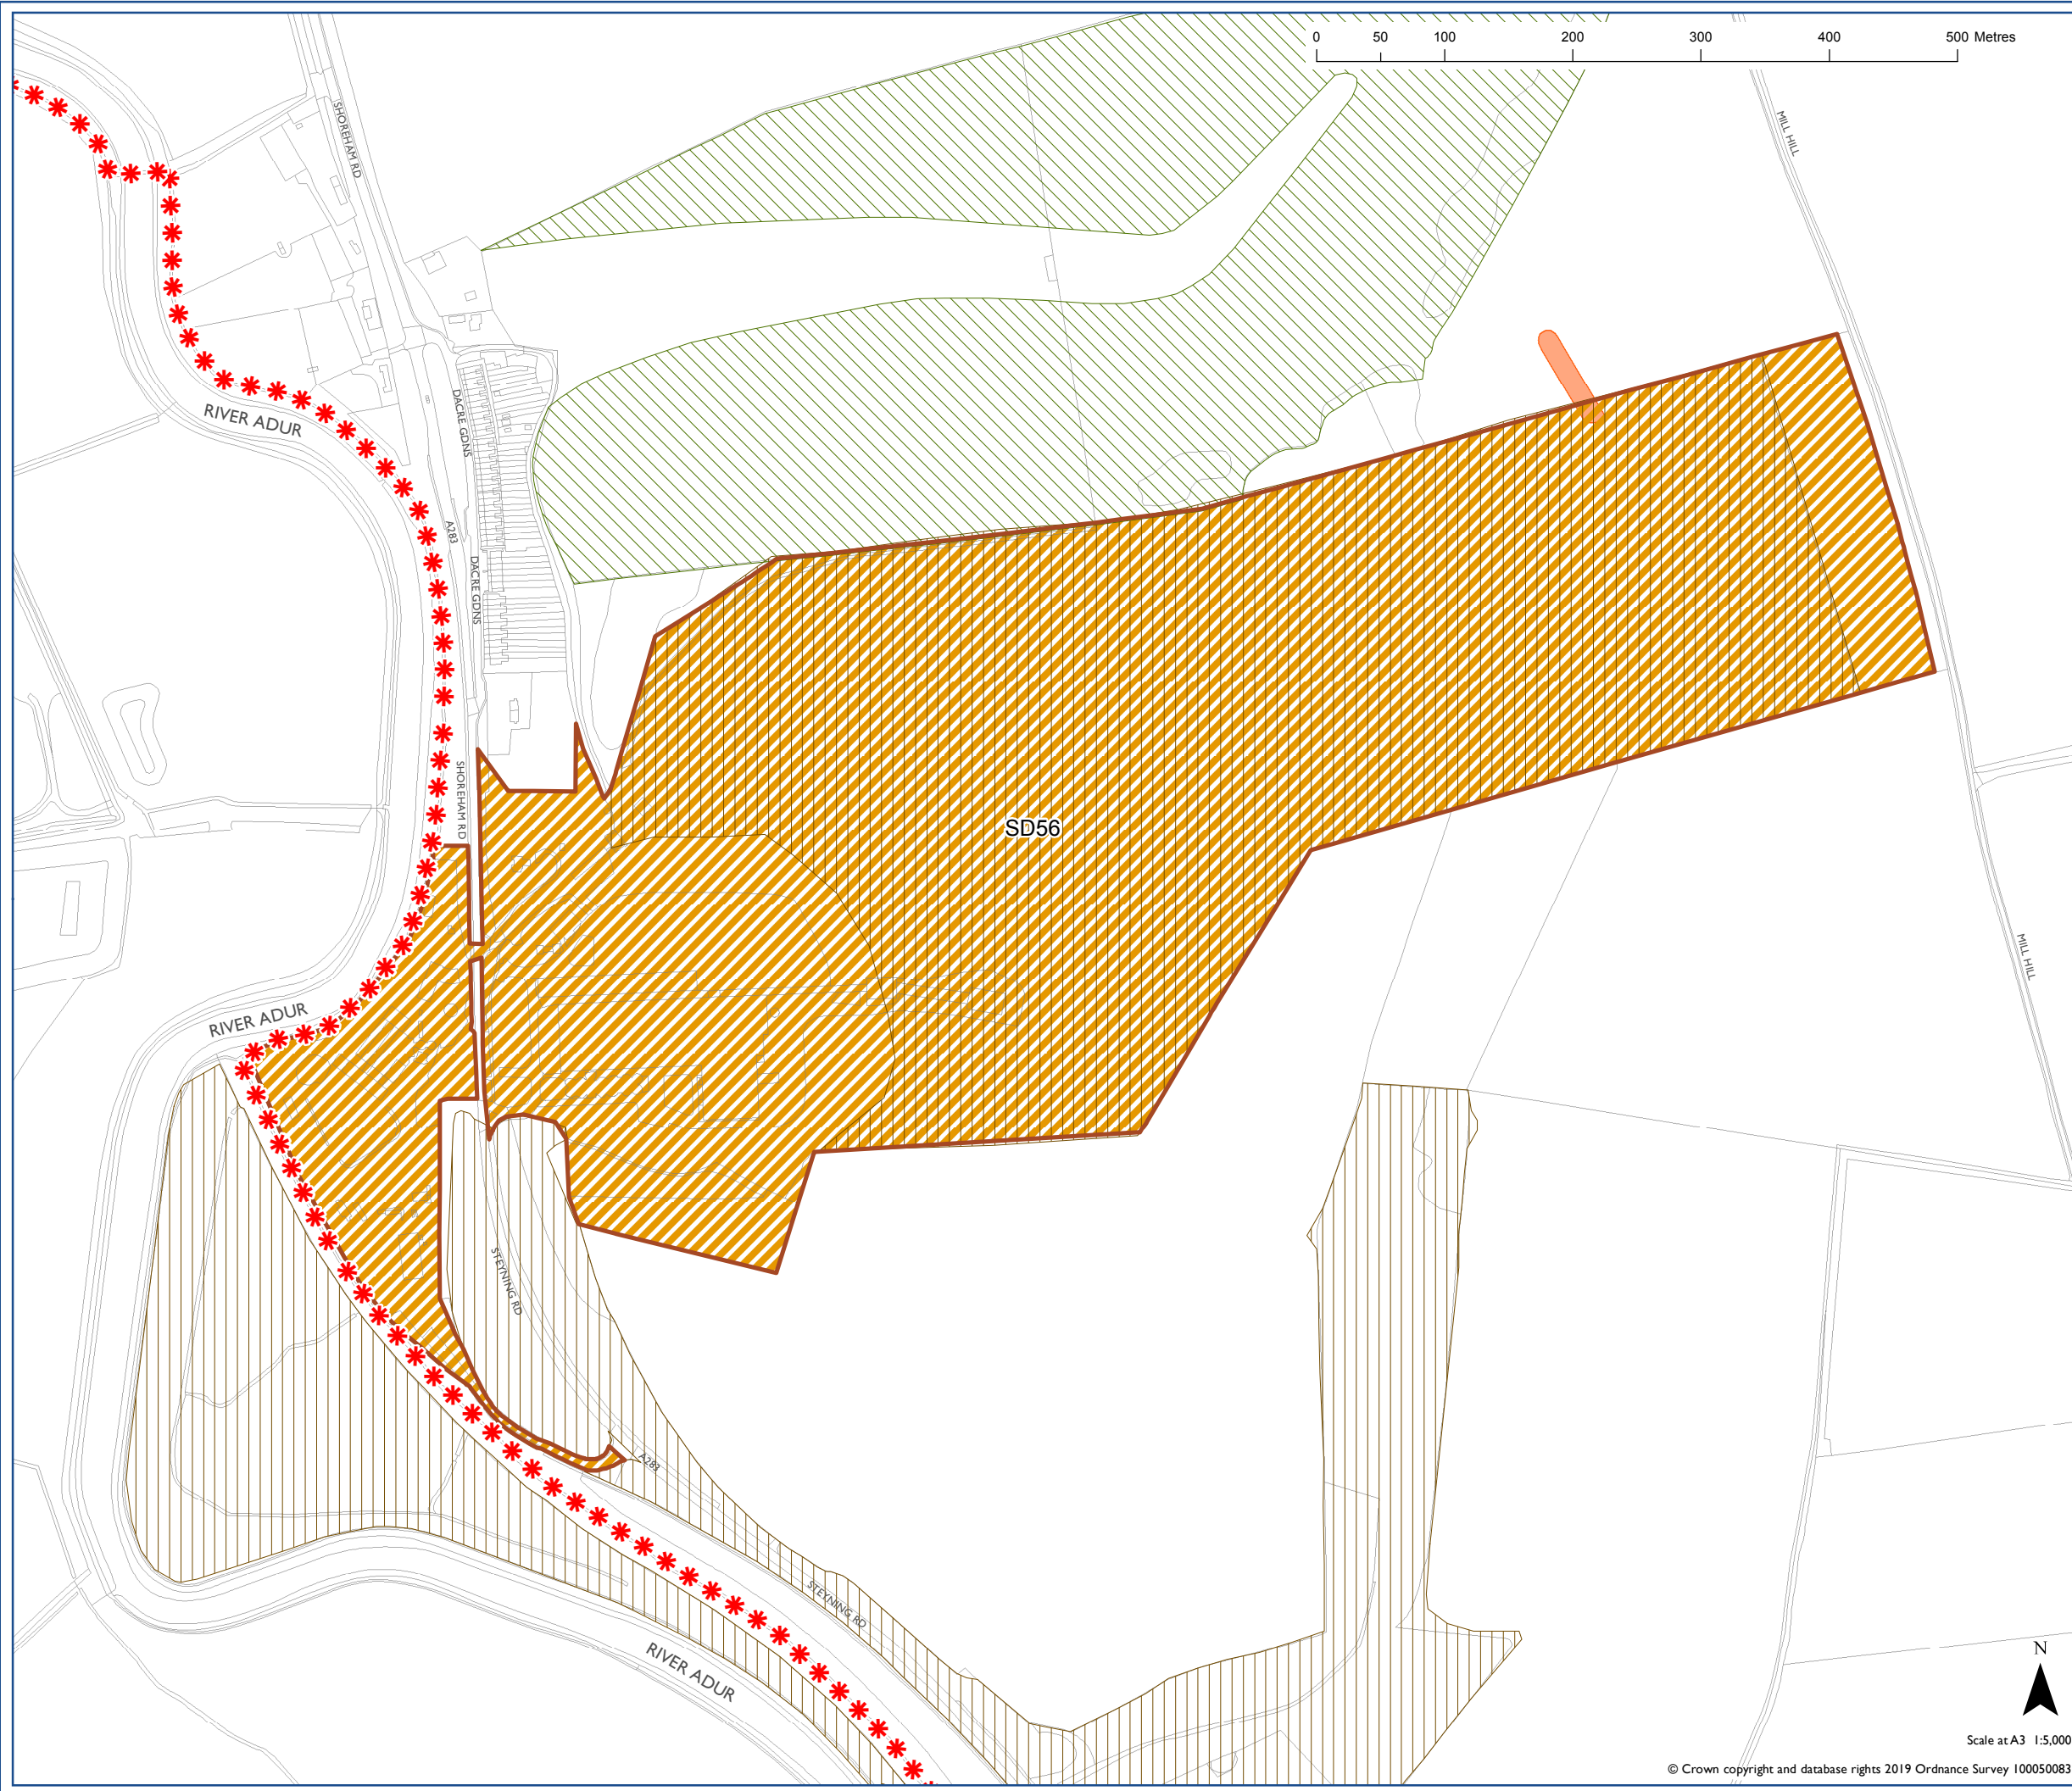 0 50 100 200 300 400 500 Metres
SHOREHAM RD
MILL HILL
RIVER ADUR
DACRE GDNS
A283
DACRE GDNS
SHOREHAM RD
SD56
MILL HILL
RIVER ADUR
STEYNING RD
A283
STEYNING RD
RIVER ADUR
N
Scale at A3 1:5,000
© Crown copyright and database rights 2019 Ordnance Survey 100050083